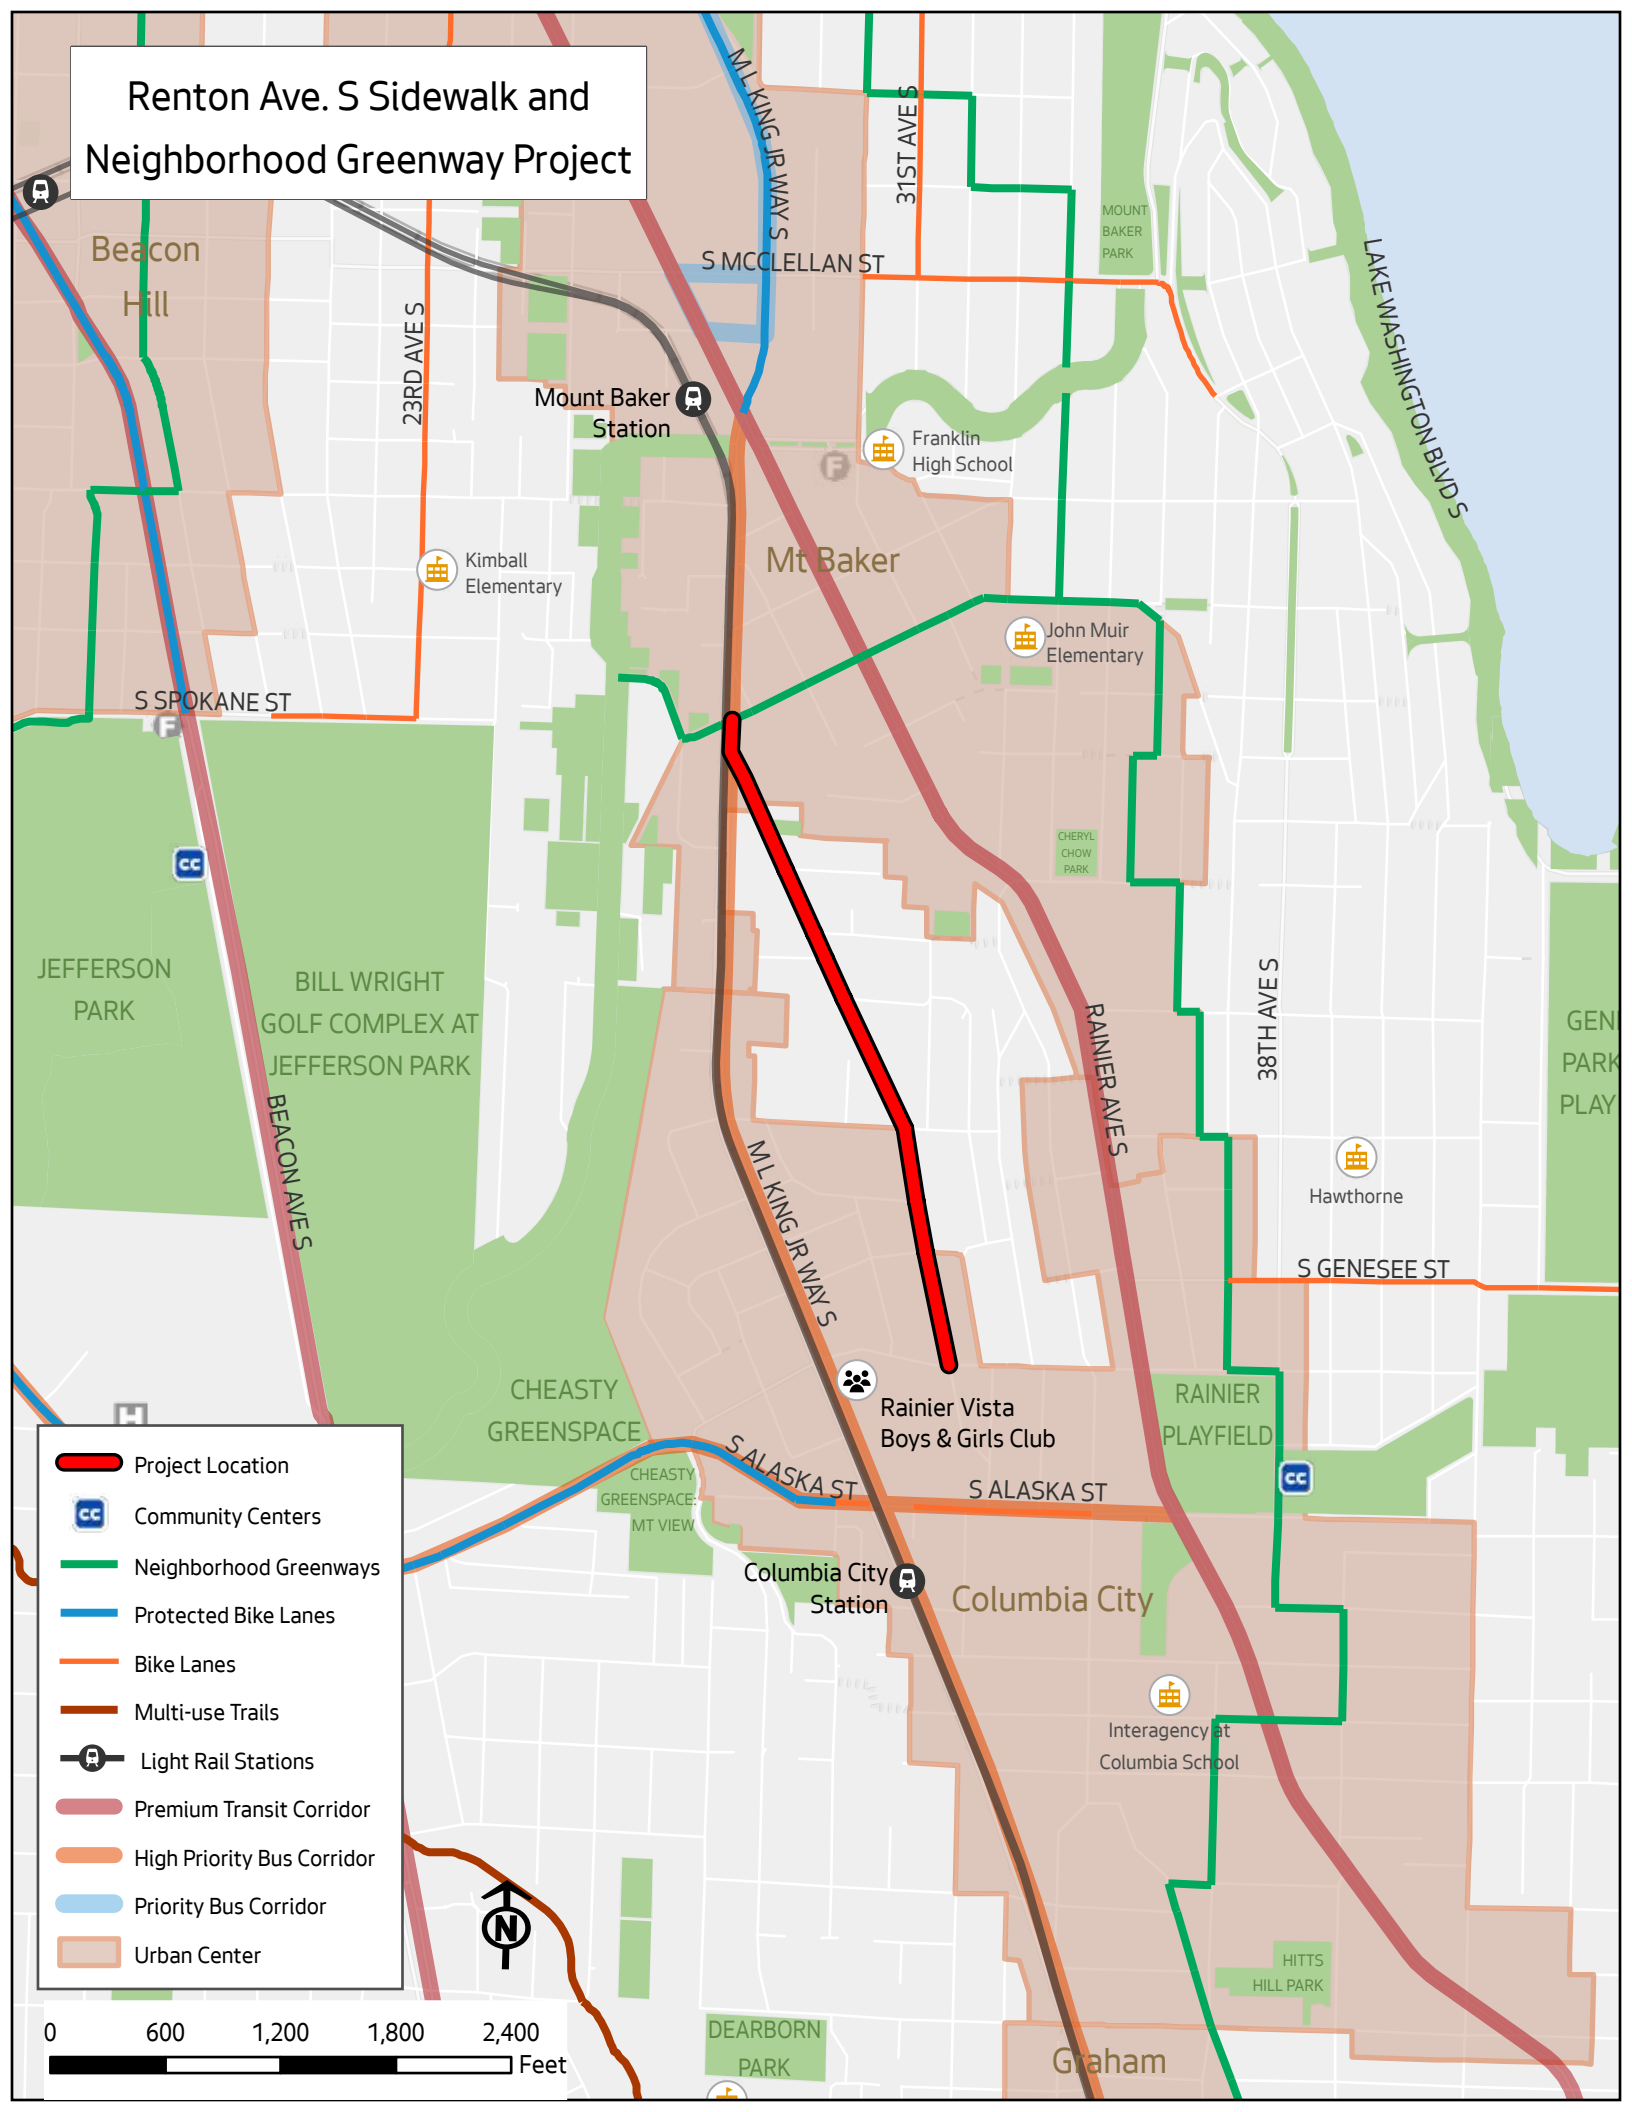 Renton Ave. S Sidewalk and
Neighborhood Greenway Project
M L KING JR WAY S
31ST AVE S
MOUNT
BAKER
PARK
Beacon
Hill
S MCCLELLAN ST
LAKE WASHINGTON BLVD S
23RD AVE S
Mount Baker
Station
Franklin
High School
F
Mt Baker
Kimball
Elementary
John Muir
Elementary
S SPOKANE ST
F
CHERYL
CHOW
PARK
cc
JEFFERSON
PARK
BILL WRIGHT
GOLF COMPLEX AT
JEFFERSON PARK
38TH AVE S
RAINIER AVE S
GEN
PARK
PLAY
BEACON AVE S
M L KING JR WAY S
Hawthorne
S GENESEE ST
CHEASTY
GREENSPACE
Rainier Vista
Boys & Girls Club
RAINIER
PLAYFIELD
H
S ALASKA ST
S ALASKA ST
cc
CHEASTY
GREENSPACE:
MT VIEW
Columbia City
Station
Columbia City
Interagency at
Columbia School
HITTS
HILL PARK
DEARBORN
PARK
Graham
Project Location
cc
Community Centers
Neighborhood Greenways
Protected Bike Lanes
Bike Lanes
Multi-use Trails
Light Rail Stations
Premium Transit Corridor
High Priority Bus Corridor
Priority Bus Corridor
Urban Center
N
0 600 1,200 1,800 2,400
Feet